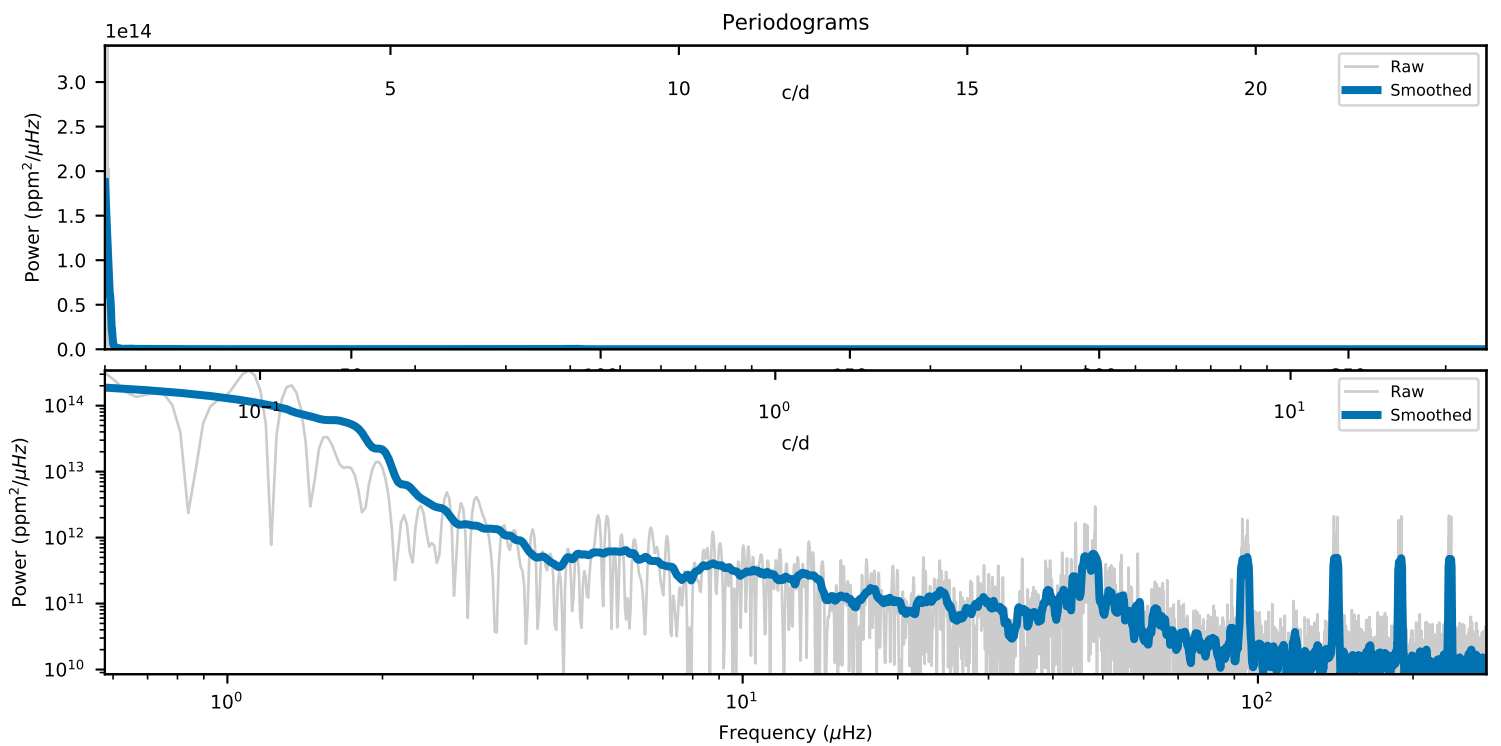 Periodograms
1e14
5 10 15 20
c/d
Raw
Smoothed
3.0
2.5
2.0
1.5
1.0
0.5
0.0
Power (ppm²/μHz)
10⁻¹ 10⁰ 10¹
c/d
Raw
Smoothed
10¹⁴
10¹³
10¹²
10¹¹
10¹⁰
Power (ppm²/μHz)
10⁰ 10¹ 10²
Frequency (μHz)